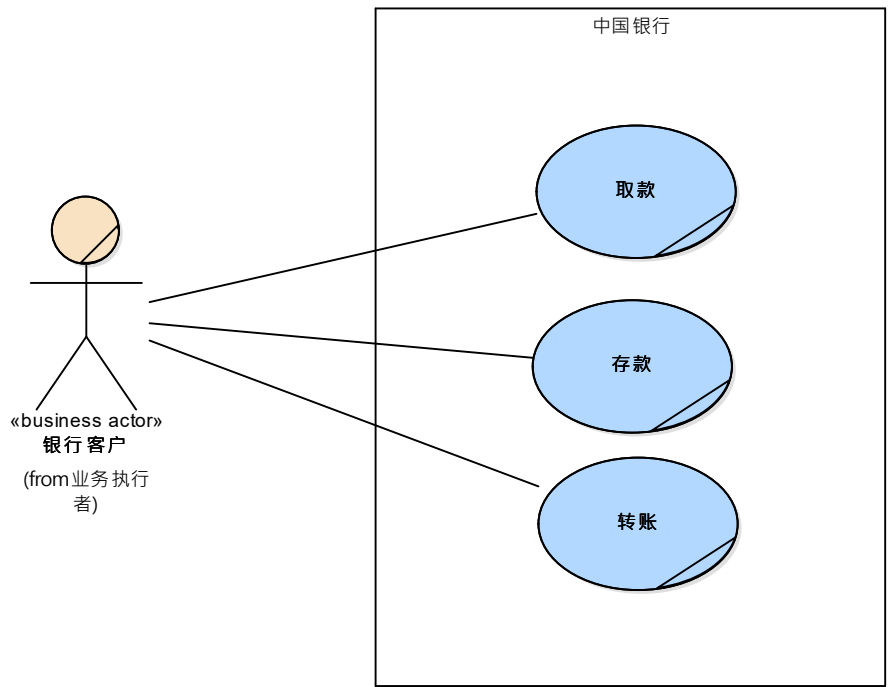 中国银行
取款
存款
转账
«business actor»
银行客户
(from业务执行
者)